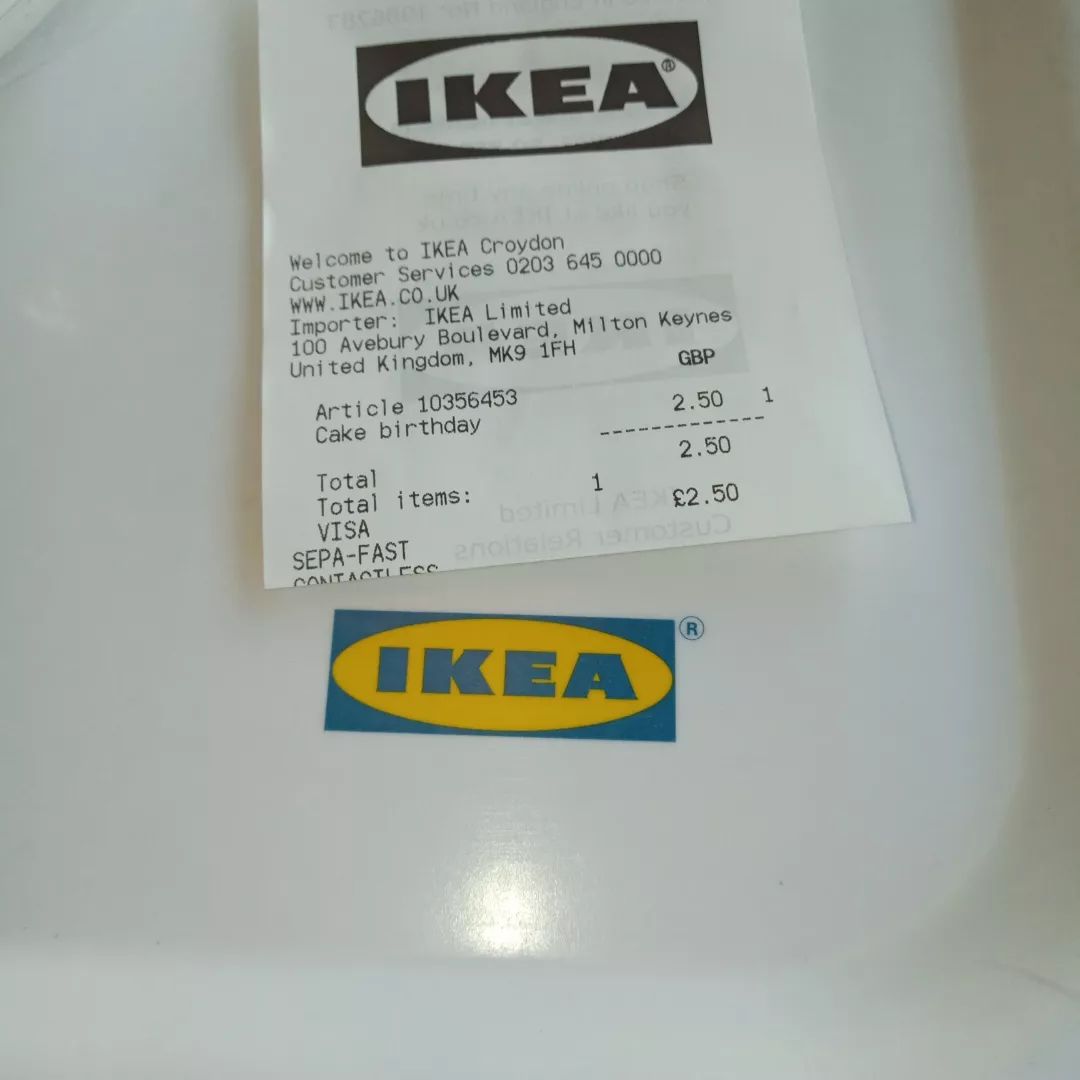 IKEA®
Welcome to IKEA Croydon
Customer Services 0203 645 0000
WWW.IKEA.CO.UK
Importer: IKEA Limited
100 Avebury Boulevard, Milton Keynes
United Kingdom, MK9 1FH
GBP
Article 10356453
Cake birthday 2.50 1
------------
Total 2.50
Total items: 1
VISA £2.50
SEPA-FAST
CONTACTLESS
IKEA®